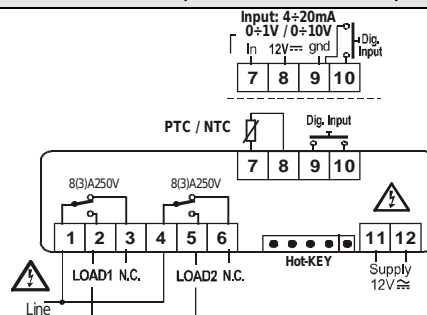 Input: 4÷20mA
0÷1V / 0÷10V
In 12V⎓ gnd
Dig. Input
7 8 9 10
PTC / NTC
Dig. Input
7 8 9 10
8(3)A250V 8(3)A250V
1 2 3 4 5 6 11 12
LOAD1 N.C. LOAD2 N.C.
Hot-KEY
Supply
12V≂
Line